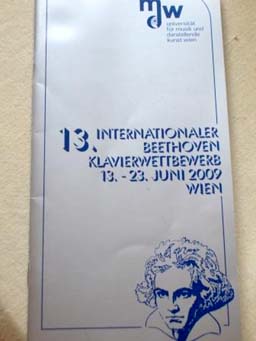 mdw
universität
für musik und
darstellende
kunst wien
13. INTERNATIONALER
BEETHOVEN
KLAVIERWETTBEWERB
13. - 23. JUNI 2009
WIEN